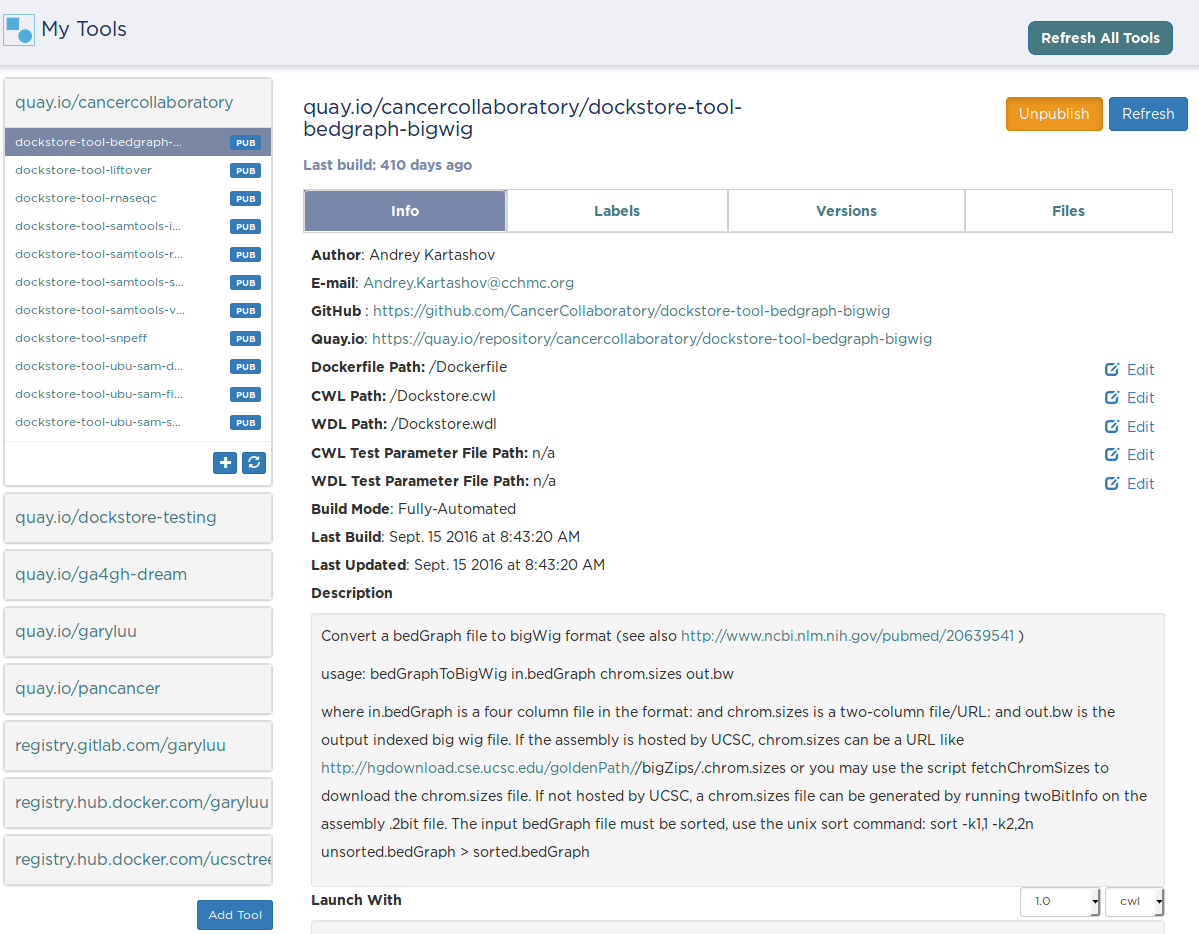 My Tools
Refresh All Tools
quay.io/cancercollaboratory
dockstore-tool-bedgraph-... PUB
dockstore-tool-liftover PUB
dockstore-tool-rnaseqc PUB
dockstore-tool-samtools-i... PUB
dockstore-tool-samtools-r... PUB
dockstore-tool-samtools-s... PUB
dockstore-tool-samtools-v... PUB
dockstore-tool-snpeff PUB
dockstore-tool-ubu-sam-d... PUB
dockstore-tool-ubu-sam-fi... PUB
dockstore-tool-ubu-sam-s... PUB
quay.io/dockstore-testing
quay.io/ga4gh-dream
quay.io/garyluu
quay.io/pancancer
registry.gitlab.com/garyluu
registry.hub.docker.com/garyluu
registry.hub.docker.com/ucsctree
Add Tool
quay.io/cancercollaboratory/dockstore-tool-
bedgraph-bigwig
Unpublish Refresh
Last build: 410 days ago
Info Labels Versions Files
Author: Andrey Kartashov
E-mail: Andrey.Kartashov@cchmc.org
GitHub : https://github.com/CancerCollaboratory/dockstore-tool-bedgraph-bigwig
Quay.io: https://quay.io/repository/cancercollaboratory/dockstore-tool-bedgraph-bigwig
Dockerfile Path: /Dockerfile Edit
CWL Path: /Dockstore.cwl Edit
WDL Path: /Dockstore.wdl Edit
CWL Test Parameter File Path: n/a Edit
WDL Test Parameter File Path: n/a Edit
Build Mode: Fully-Automated
Last Build: Sept. 15 2016 at 8:43:20 AM
Last Updated: Sept. 15 2016 at 8:43:20 AM
Description
Convert a bedGraph file to bigWig format (see also http://www.ncbi.nlm.nih.gov/pubmed/20639541 )
usage: bedGraphToBigWig in.bedGraph chrom.sizes out.bw
where in.bedGraph is a four column file in the format: and chrom.sizes is a two-column file/URL: and out.bw is the
output indexed big wig file. If the assembly is hosted by UCSC, chrom.sizes can be a URL like
http://hgdownload.cse.ucsc.edu/goldenPath//bigZips/.chrom.sizes or you may use the script fetchChromSizes to
download the chrom.sizes file. If not hosted by UCSC, a chrom.sizes file can be generated by running twoBitInfo on the
assembly .2bit file. The input bedGraph file must be sorted, use the unix sort command: sort -k1,1 -k2,2n
unsorted.bedGraph > sorted.bedGraph
Launch With 1.0 cwl